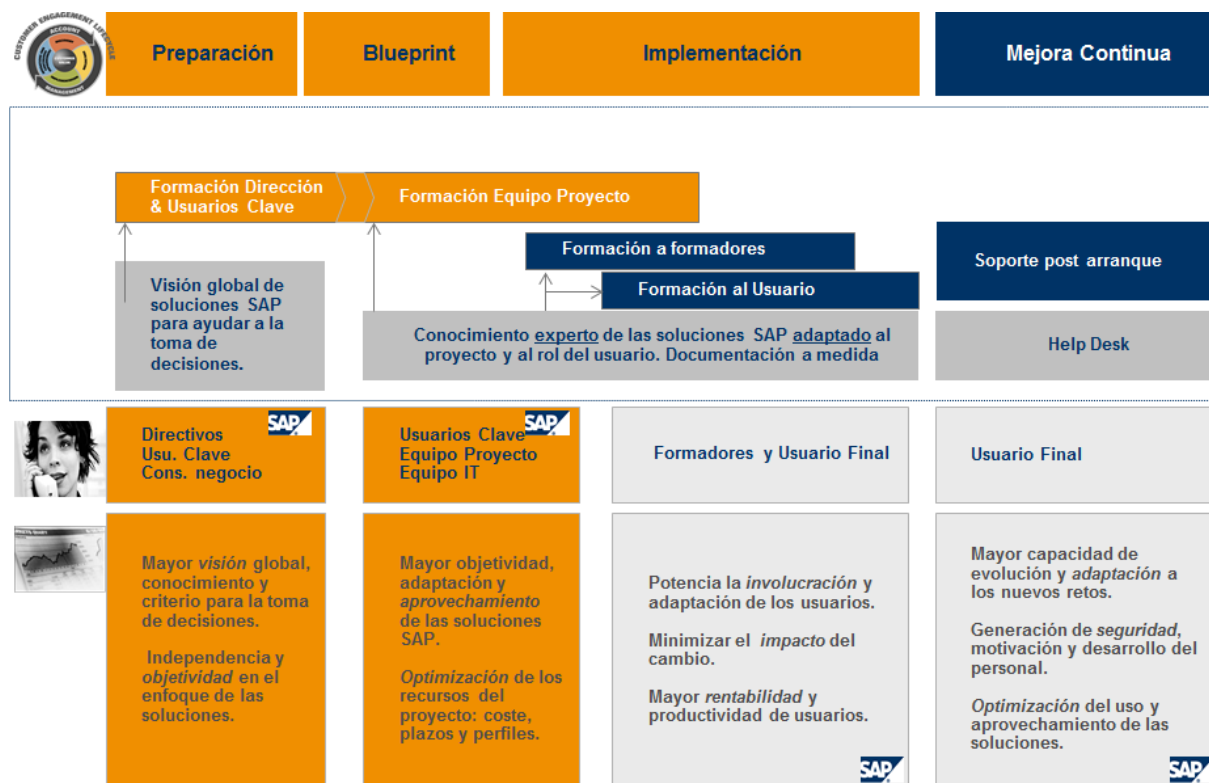 CUSTOMER ENGAGEMENT LIFECYCLE
ACCOUNT
MANAGEMENT
Preparación
Blueprint
Implementación
Mejora Continua
Formación Dirección
& Usuarios Clave
Formación Equipo Proyecto
Formación a formadores
Formación al Usuario
Soporte post arranque
Visión global de
soluciones SAP
para ayudar a la
toma de
decisiones.
Conocimiento experto de las soluciones SAP adaptado al
proyecto y al rol del usuario. Documentación a medida
Help Desk
SAP
Directivos
Usu. Clave
Cons. negocio
SAP
Usuarios Clave
Equipo Proyecto
Equipo IT
Formadores y Usuario Final
Usuario Final
Mayor visión global,
conocimiento y
criterio para la toma
de decisiones.
Independencia y
objetividad en el
enfoque de las
soluciones.
Mayor objetividad,
adaptación y
aprovechamiento
de las soluciones
SAP.
Optimización de los
recursos del
proyecto: coste,
plazos y perfiles.
Potencia la involucración y
adaptación de los usuarios.
Minimizar el impacto del
cambio.
Mayor rentabilidad y
productividad de usuarios.
SAP
Mayor capacidad de
evolución y adaptación a
los nuevos retos.
Generación de seguridad,
motivación y desarrollo del
personal.
Optimización del uso y
aprovechamiento de las
soluciones.
SAP